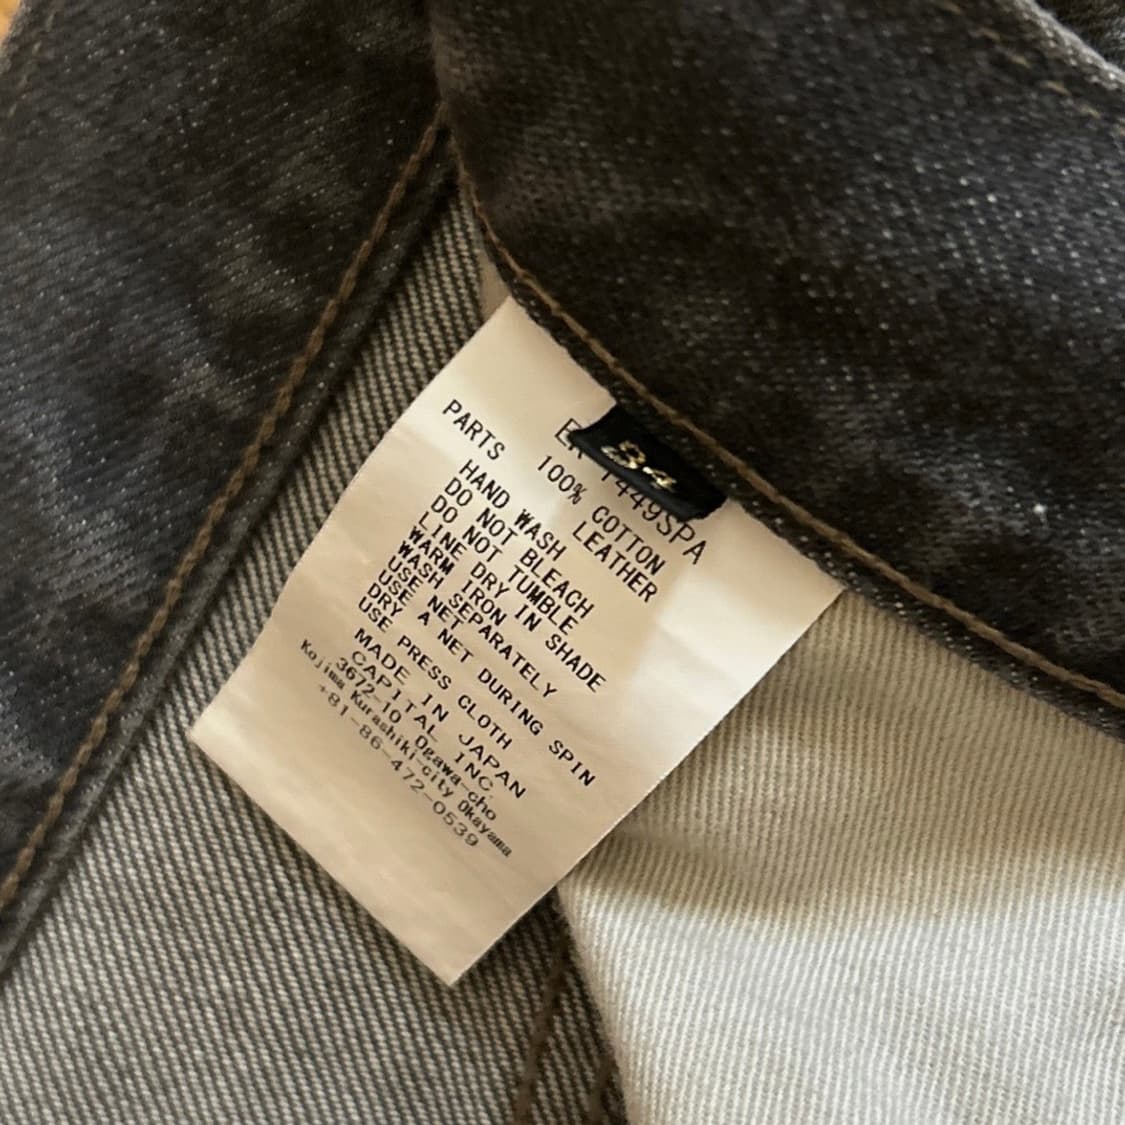 34
1449SPA
100% COTTON
PARTS LEATHER
HAND WASH
DO NOT BLEACH
DO NOT TUMBLE
LINE DRY IN SHADE
WARM IRON
WASH SEPARATELY
USE NET
USE A NET DURING SPIN
DRY
USE PRESS CLOTH
MADE IN JAPAN
CAPITAL INC.
3672-10 Ogawa-cho
Kojima Kurashiki-city Okayama
+81-86-472-0539